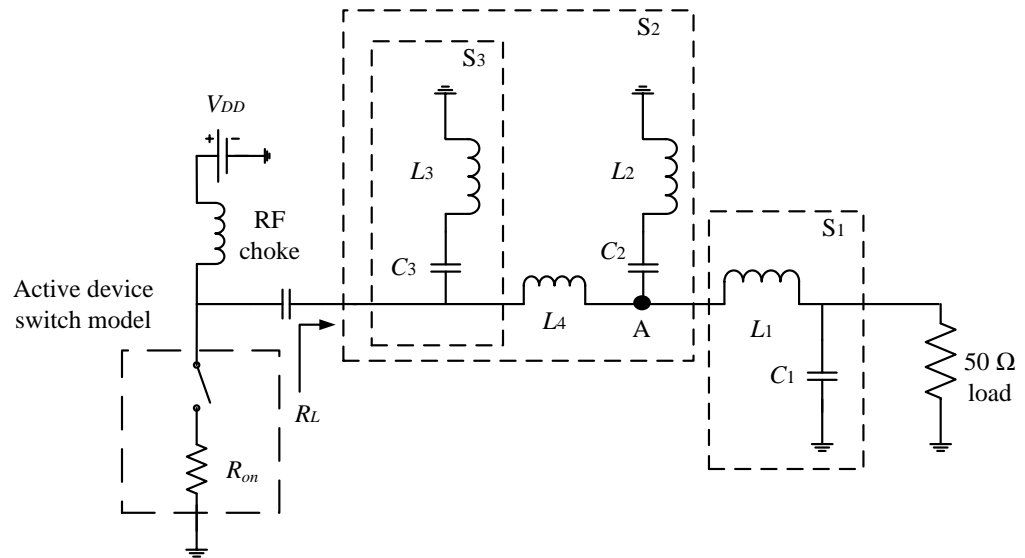 S2
S3
VDD
+ −
L3
L2
RF
choke
S1
C3
C2
Active device
switch model
L4
A
L1
50 Ω
load
C1
RL
Ron